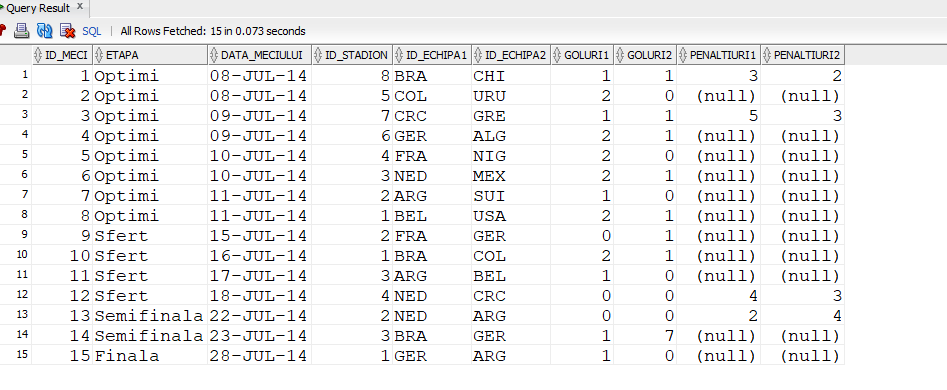 Query Result x
SQL | All Rows Fetched: 15 in 0.073 seconds
ID_MECI ETAPA DATA_MECIULUI ID_STADION ID_ECHIPA1 ID_ECHIPA2 GOLURI1 GOLURI2 PENALTIURI1 PENALTIURI2
1 1 Optimi 08-JUL-14 8 BRA CHI 1 1 3 2
2 2 Optimi 08-JUL-14 5 COL URU 2 0 (null) (null)
3 3 Optimi 09-JUL-14 7 CRC GRE 1 1 5 3
4 4 Optimi 09-JUL-14 6 GER ALG 2 1 (null) (null)
5 5 Optimi 10-JUL-14 4 FRA NIG 2 0 (null) (null)
6 6 Optimi 10-JUL-14 3 NED MEX 2 1 (null) (null)
7 7 Optimi 11-JUL-14 2 ARG SUI 1 0 (null) (null)
8 8 Optimi 11-JUL-14 1 BEL USA 2 1 (null) (null)
9 9 Sfert 15-JUL-14 2 FRA GER 0 1 (null) (null)
10 10 Sfert 16-JUL-14 1 BRA COL 2 1 (null) (null)
11 11 Sfert 17-JUL-14 3 ARG BEL 1 0 (null) (null)
12 12 Sfert 18-JUL-14 4 NED CRC 0 0 4 3
13 13 Semifinala 22-JUL-14 2 NED ARG 0 0 2 4
14 14 Semifinala 23-JUL-14 3 BRA GER 1 7 (null) (null)
15 15 Finala 28-JUL-14 1 GER ARG 1 0 (null) (null)